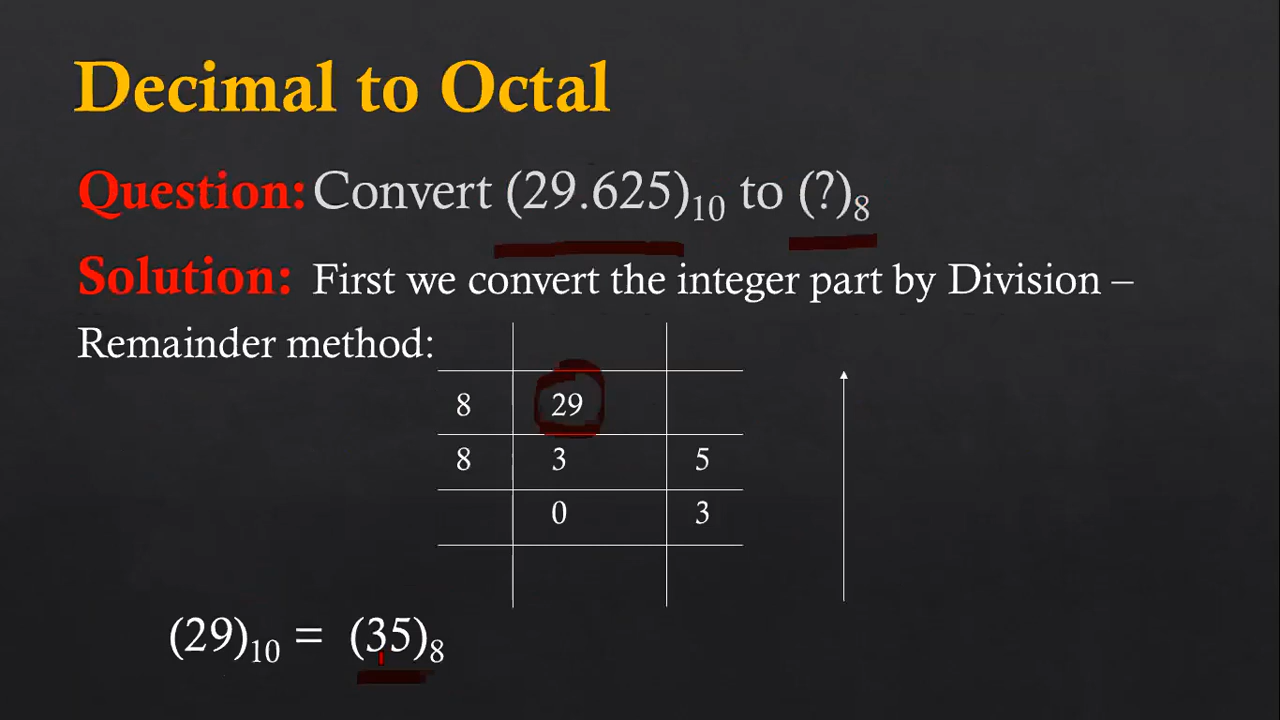 Decimal to Octal
Question: Convert (29.625)10 to (?)8
Solution: First we convert the integer part by Division –
Remainder method:
8 29
8 3 5
0 3
(29)10 = (35)8